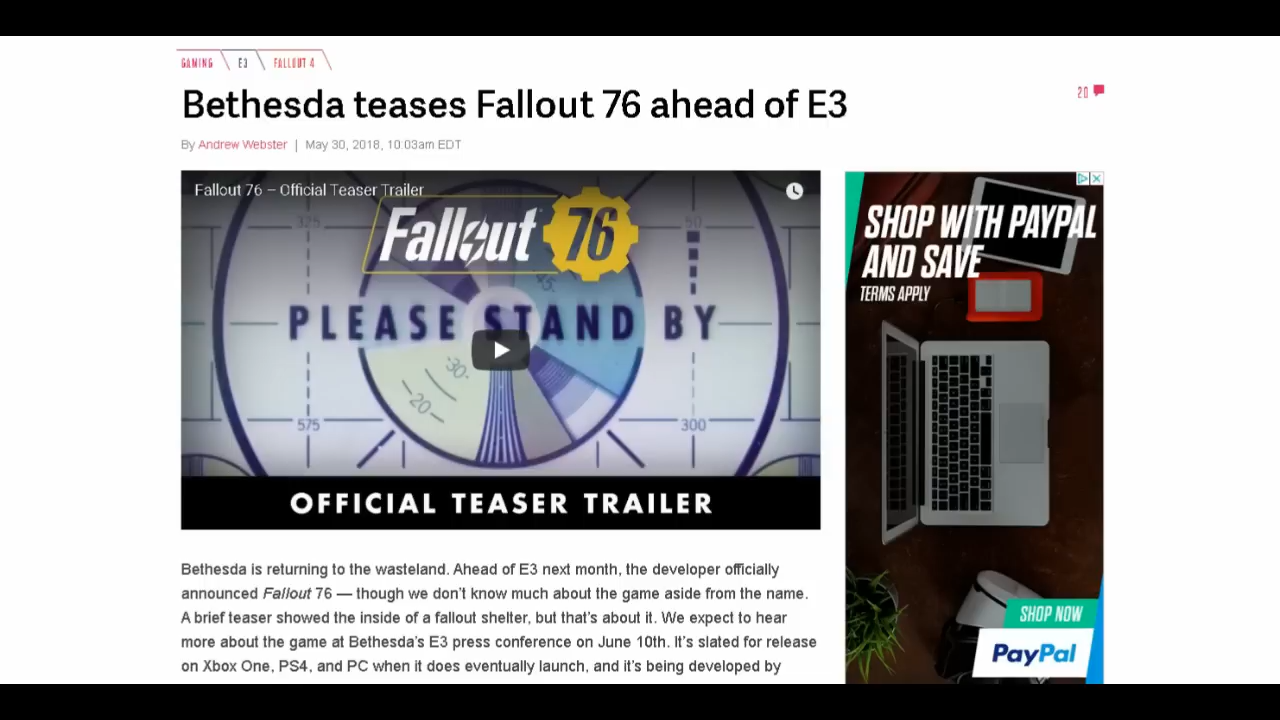 GAMING
E3
FALLOUT 4
Bethesda teases Fallout 76 ahead of E3
20
By Andrew Webster | May 30, 2018, 10:03am EDT
Fallout 76 – Official Teaser Trailer
Fallout 76
325
50
45
PLEASE STAND BY
30
20
575
300
OFFICIAL TEASER TRAILER
SHOP WITH PAYPAL
AND SAVE
TERMS APPLY
SHOP NOW
PayPal
Bethesda is returning to the wasteland. Ahead of E3 next month, the developer officially
announced Fallout 76 — though we don't know much about the game aside from the name.
A brief teaser showed the inside of a fallout shelter, but that's about it. We expect to hear
more about the game at Bethesda's E3 press conference on June 10th. It's slated for release
on Xbox One, PS4, and PC when it does eventually launch, and it's being developed by